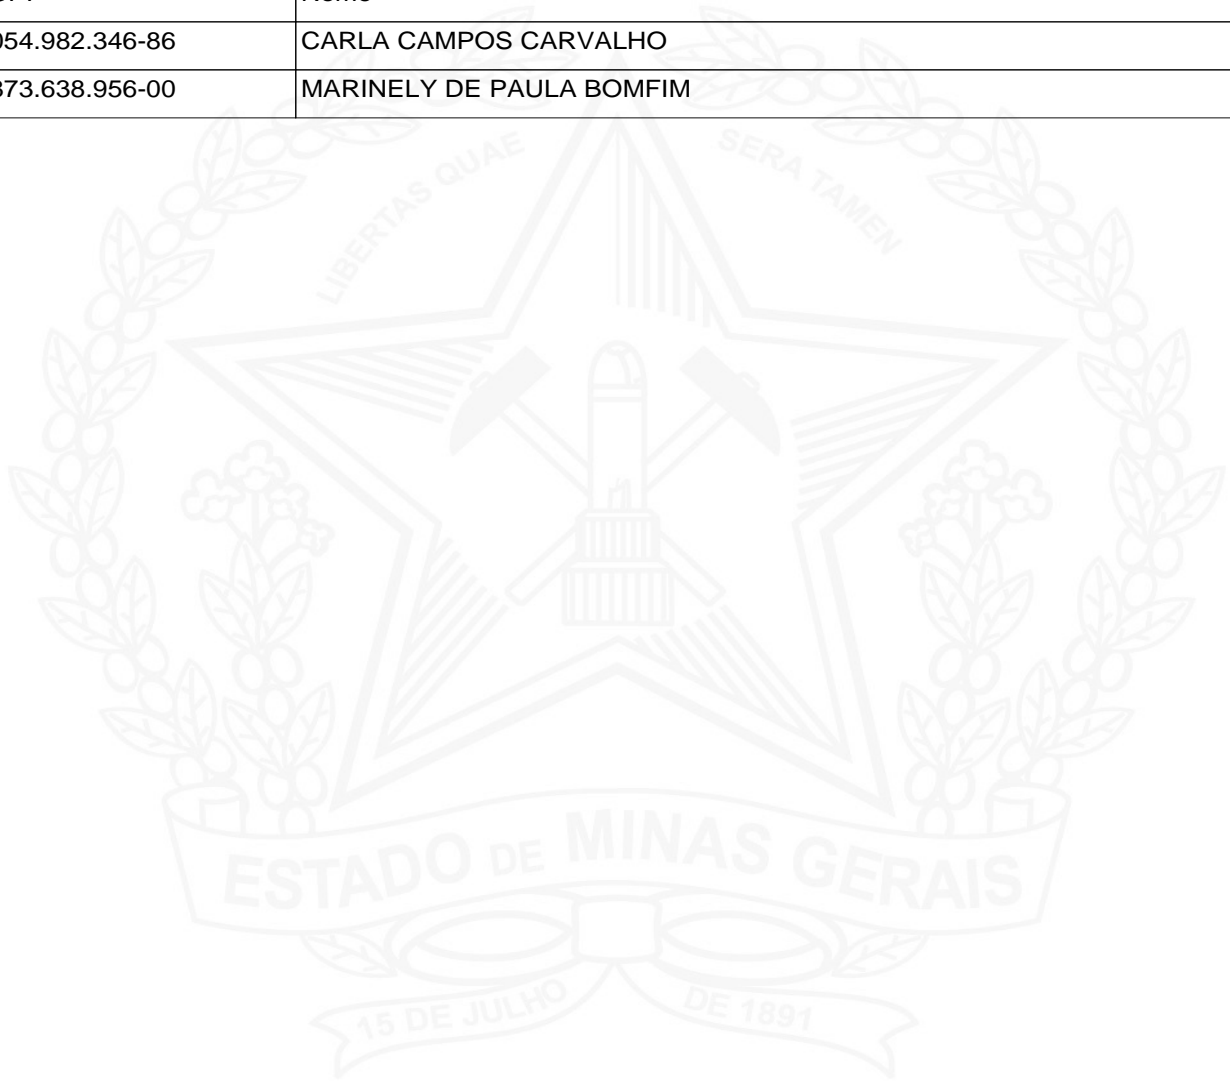 054.982.346-86 CARLA CAMPOS CARVALHO
873.638.956-00 MARINELY DE PAULA BOMFIM
LIBERTAS QUAE SERA TAMEN
ESTADO DE MINAS GERAIS
15 DE JULHO DE 1891